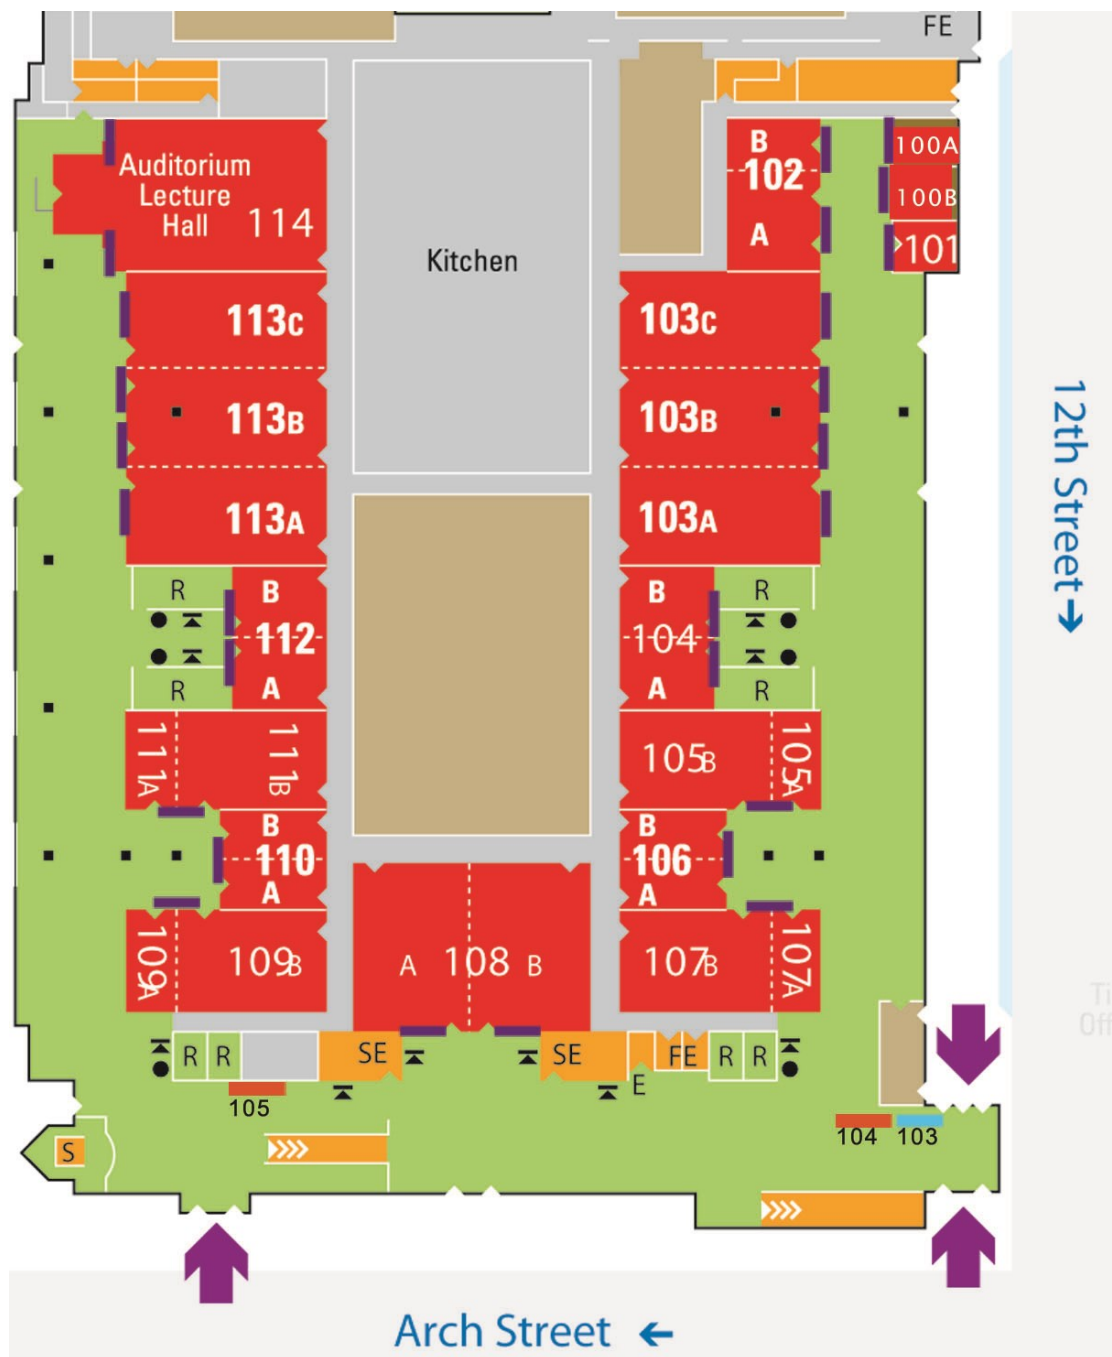 FE
Auditorium
Lecture
Hall 114
B
102
A
100A
100B
101
Kitchen
113C
103C
113B
103B
113A
103A
12th Street→
R
B
B
R
112
104
R
A
A
R
111A
111B
105B
105A
B
110
A
B
106
A
109A
109B
A 108 B
107B
107A
R R
SE
SE
E
FE
R R
105
104 103
S
Ti
Off
Arch Street ←